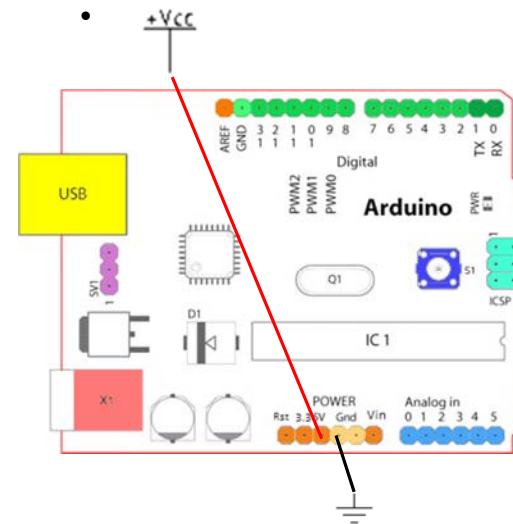 +Vcc
AREF GND 13 12 11 10 9 8 7 6 5 4 3 2 1 0
TX RX
Digital
USB
PWM2 PWM1 PWM0
Arduino
PWR
SV1
1
1
S1
ICSP
Q1
D1
IC 1
X1
POWER
Analog in
Rst 3.3 5V Gnd Vin
0 1 2 3 4 5